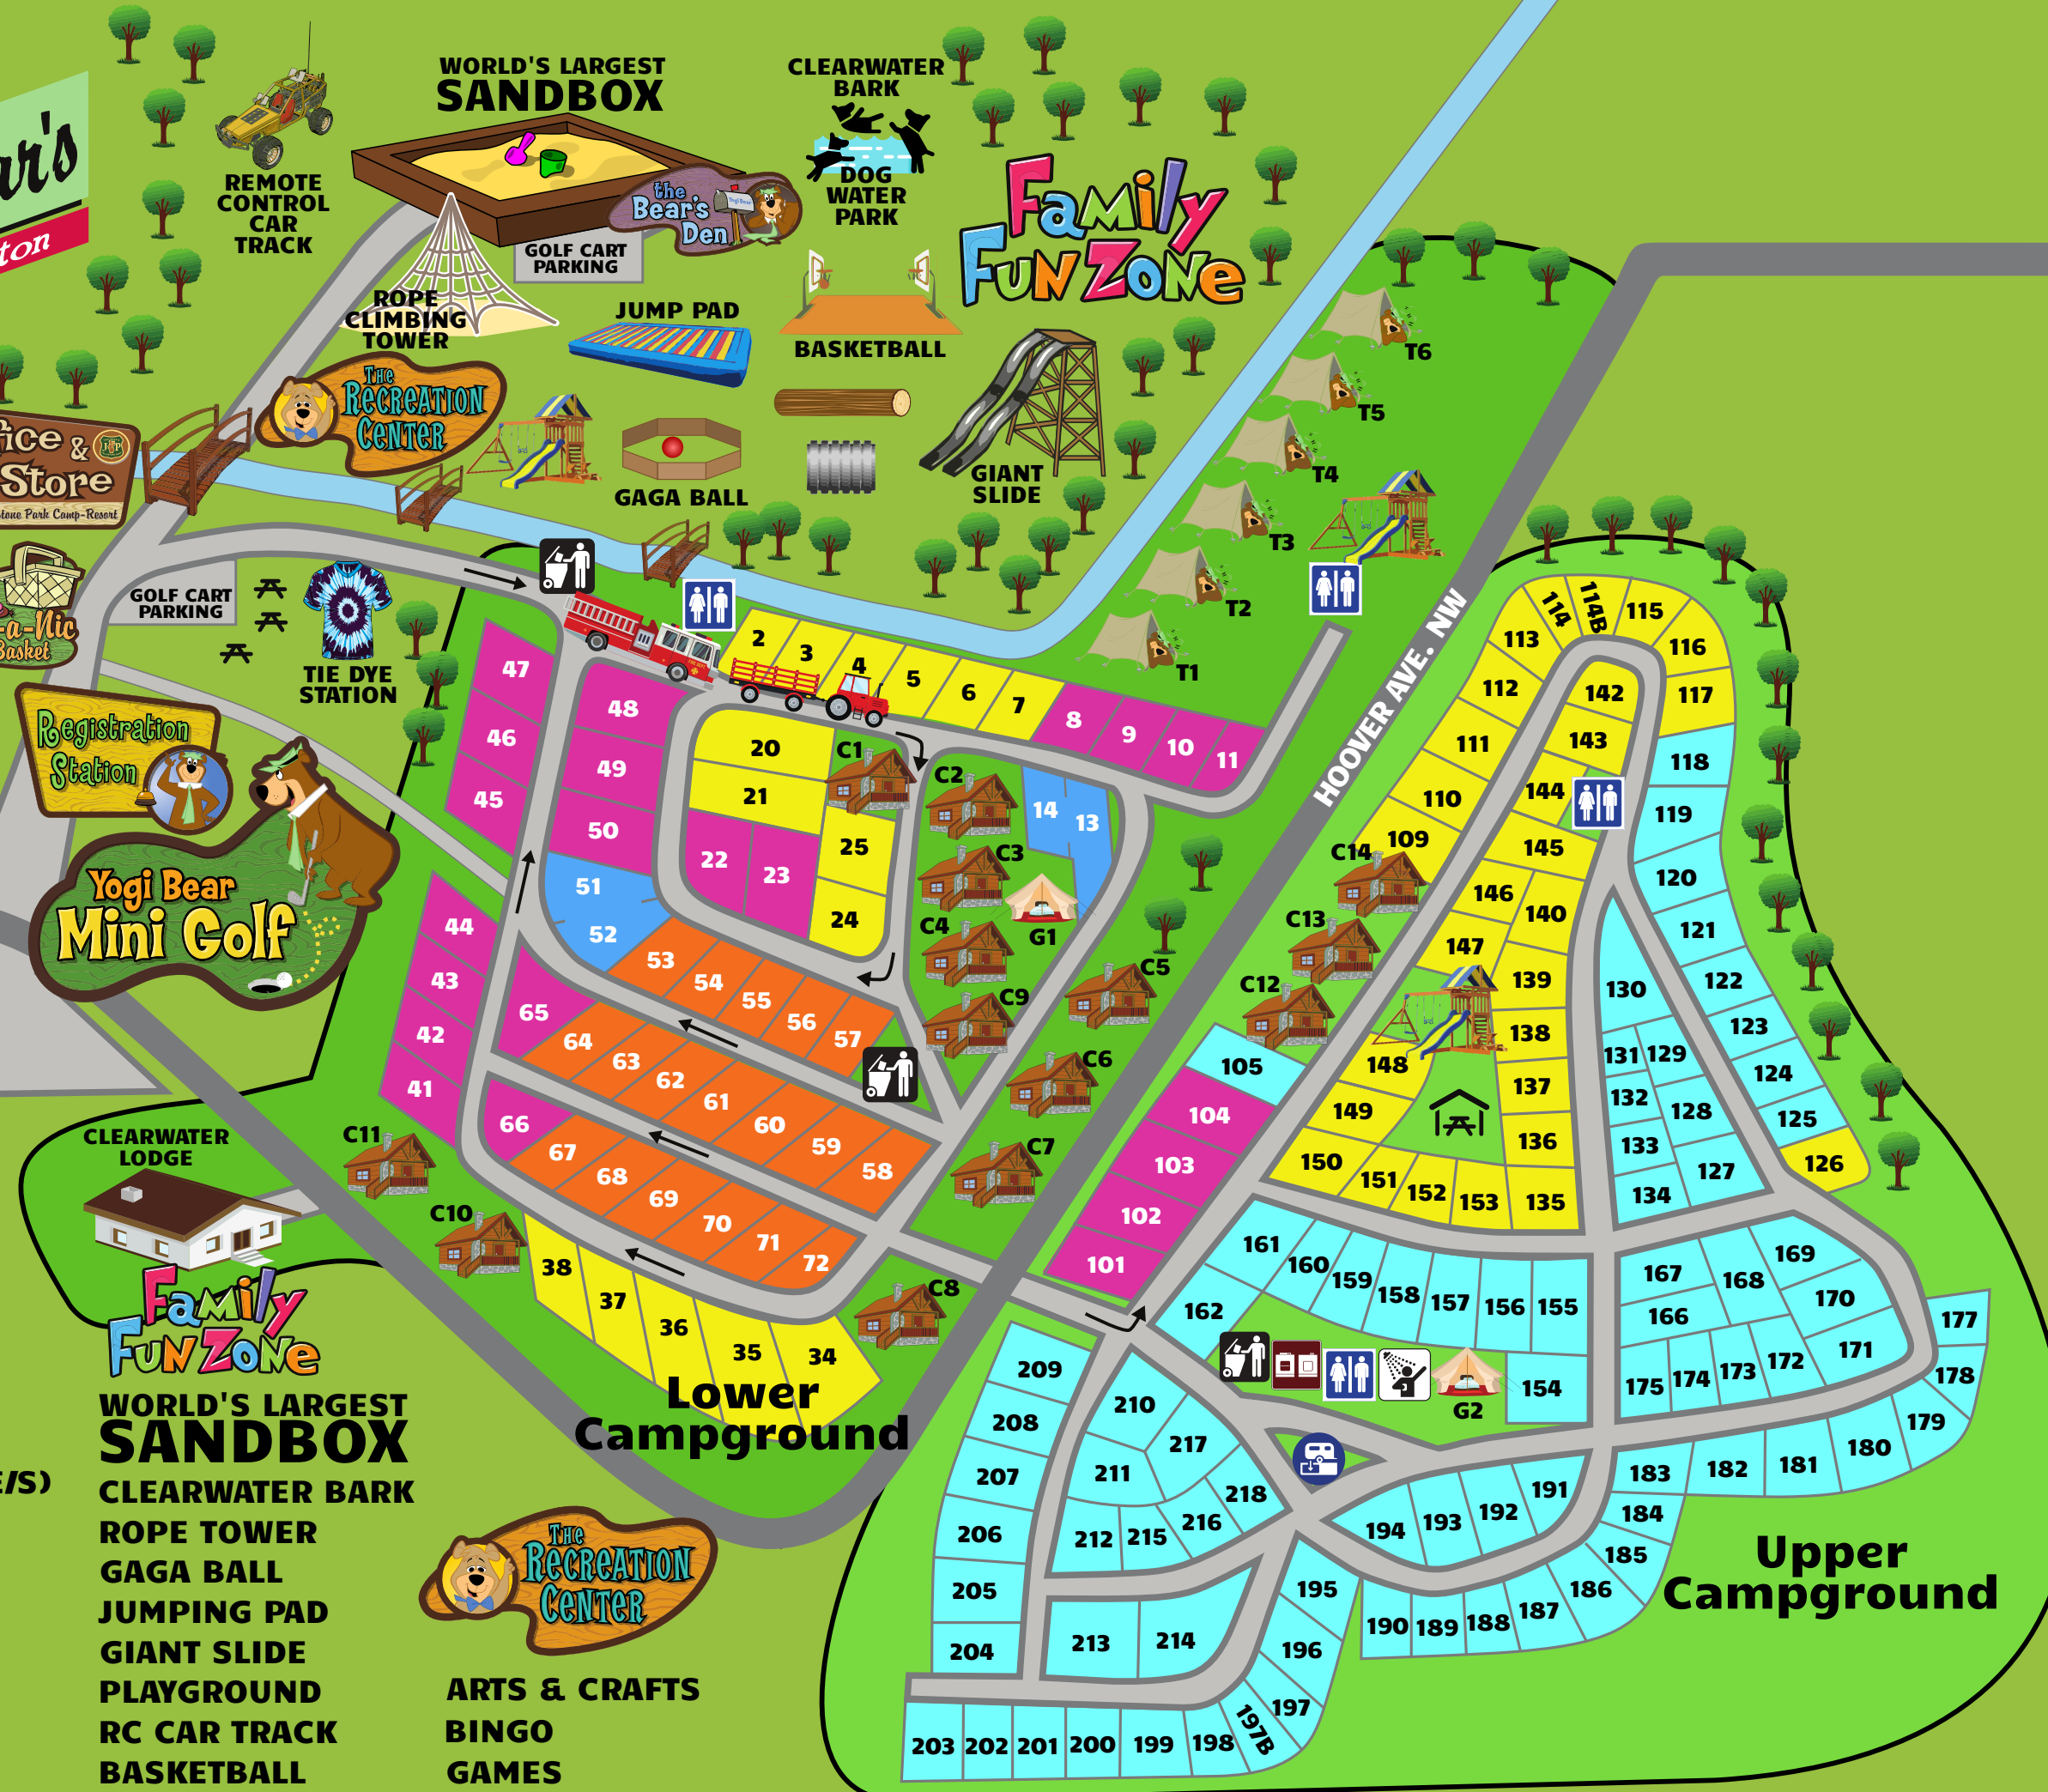 WORLD'S LARGEST
SANDBOX
CLEARWATER
BARK
DOG
WATER
PARK
REMOTE
CONTROL
CAR
TRACK
the
Bear's
Den
Yogi Bear
GOLF CART
PARKING
FAMILY
FUN ZONE
ROPE
CLIMBING
TOWER
JUMP PAD
BASKETBALL
THE
RECREATION
CENTER
GAGA BALL
GIANT
SLIDE
T6
T5
T4
T3
T2
T1
ar's
ton
ice &
Store
stone Park Camp-Resort
-a-Nic
Basket
GOLF CART
PARKING
TIE DYE
STATION
Registration
Station
Yogi Bear
Mini Golf
HOOVER AVE. NW
2
3
4
5
6
7
8
9
10
11
47
46
45
44
43
42
41
48
49
50
51
52
20
21
22
23
25
24
C1
C2
C3
C4
C9
G1
14
13
C5
C6
C7
C8
53
54
55
56
57
65
64
63
62
61
60
59
58
66
67
68
69
70
71
72
C11
C10
38
37
36
35
34
Lower
Campground
CLEARWATER
LODGE
FAMILY
FUN ZONE
WORLD'S LARGEST
SANDBOX
CLEARWATER BARK
ROPE TOWER
GAGA BALL
JUMPING PAD
GIANT SLIDE
PLAYGROUND
RC CAR TRACK
BASKETBALL
E/S)
THE
RECREATION
CENTER
ARTS & CRAFTS
BINGO
GAMES
114
114B
115
113
116
112
117
111
110
109
142
143
144
145
146
147
140
139
138
137
136
135
148
149
150
151
152
153
118
119
120
121
122
123
124
125
126
130
131
129
132
128
133
127
134
C14
C13
C12
105
104
103
102
101
161
160
159
158
157
156
155
162
154
G2
167
168
169
166
170
171
175
174
173
172
177
178
179
180
181
182
183
184
185
186
187
188
189
190
191
192
193
194
195
196
197
197B
198
199
200
201
202
203
204
205
206
207
208
209
210
217
211
218
212
215
216
213
214
Upper
Campground